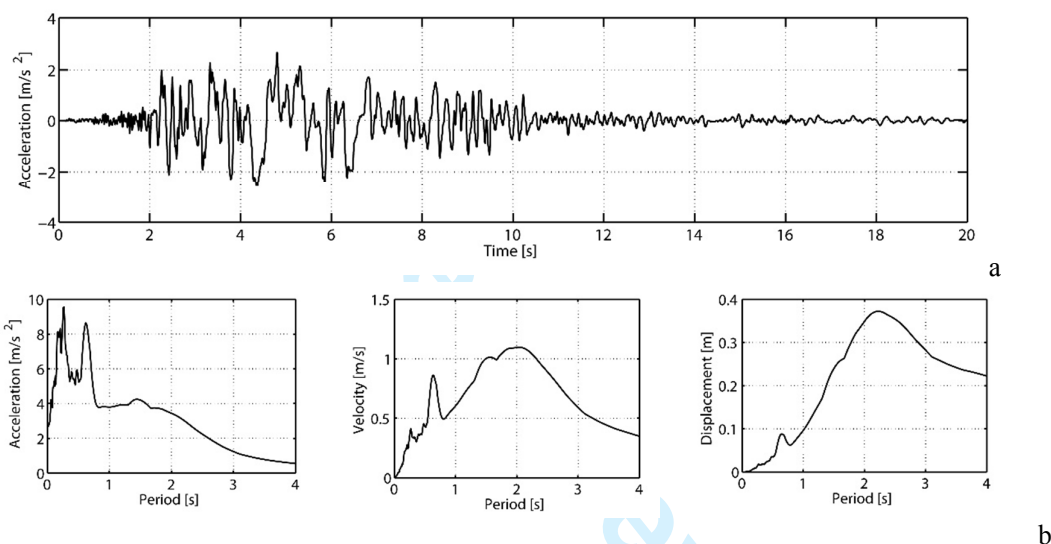 Acceleration [m/s 2]
4
2
0
−2
−4
0 2 4 6 8 10 12 14 16 18 20
Time [s]
a
Acceleration [m/s 2]
10
8
6
4
2
0
0 1 2 3 4
Period [s]
Velocity [m/s]
1.5
1
0.5
0
0 1 2 3 4
Period [s]
Displacement [m]
0.4
0.3
0.2
0.1
0
0 1 2 3 4
Period [s]
b